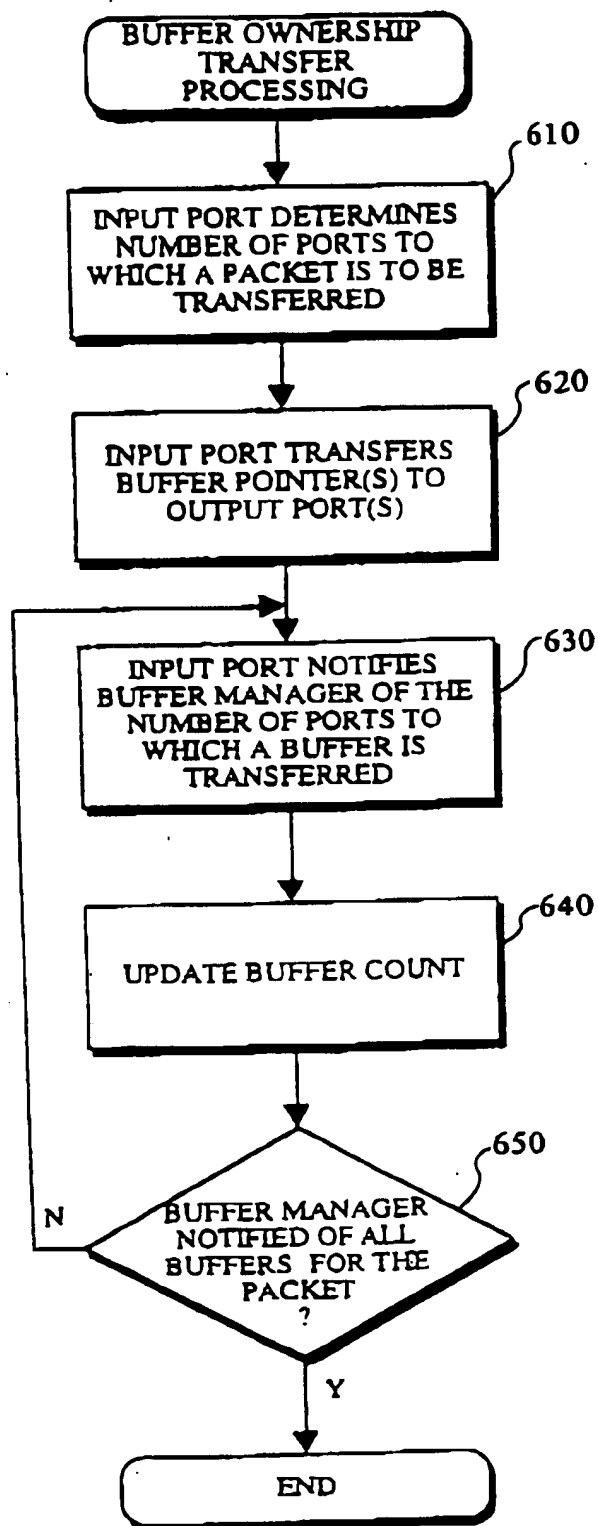 BUFFER OWNERSHIP
TRANSFER
PROCESSING
610
INPUT PORT DETERMINES
NUMBER OF PORTS TO
WHICH A PACKET IS TO BE
TRANSFERRED
620
INPUT PORT TRANSFERS
BUFFER POINTER(S) TO
OUTPUT PORT(S)
630
INPUT PORT NOTIFIES
BUFFER MANAGER OF THE
NUMBER OF PORTS TO
WHICH A BUFFER IS
TRANSFERRED
640
UPDATE BUFFER COUNT
650
N
BUFFER MANAGER
NOTIFIED OF ALL
BUFFERS FOR THE
PACKET
?
Y
END